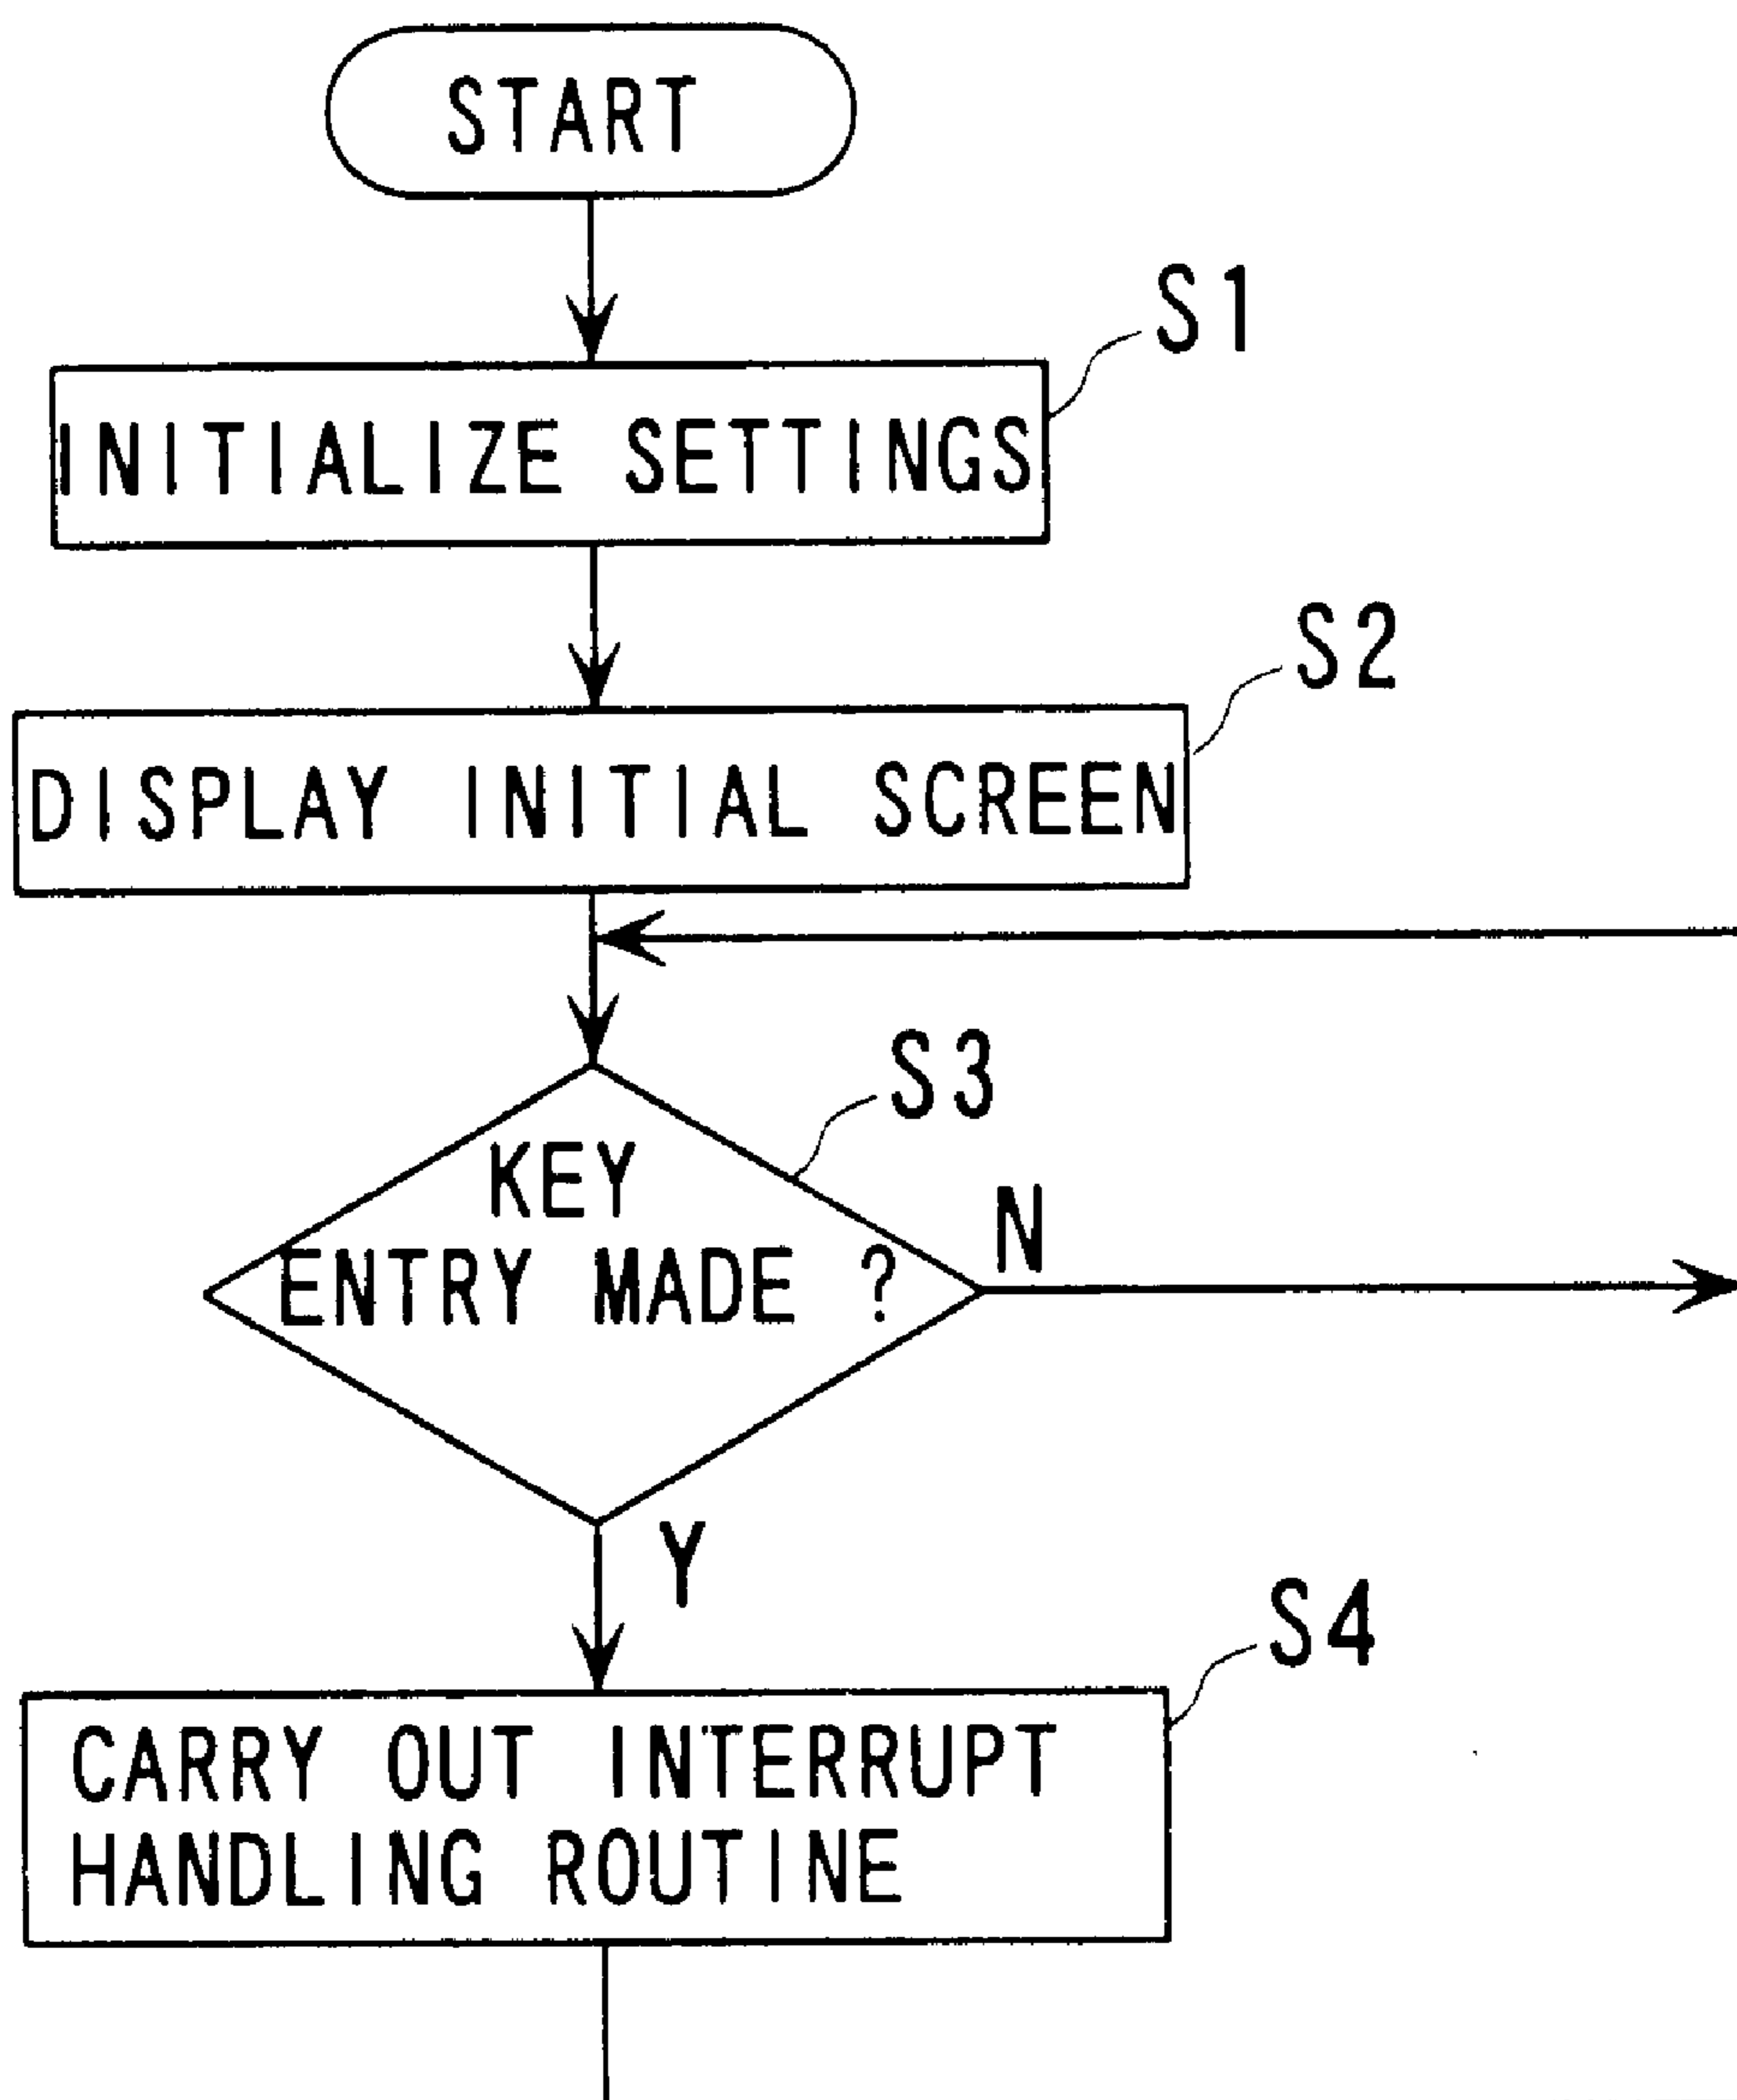 START
S1
INITIALIZE SETTINGS
S2
DISPLAY INITIAL SCREEN
S3
KEY
ENTRY MADE ?
N
Y
S4
CARRY OUT INTERRUPT
HANDLING ROUTINE